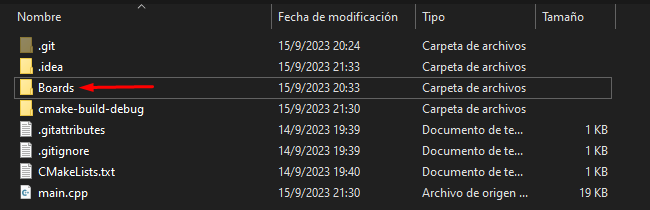 Nombre Fecha de modificación Tipo Tamaño
.git 15/9/2023 20:24 Carpeta de archivos
.idea 15/9/2023 21:33 Carpeta de archivos
Boards 15/9/2023 20:33 Carpeta de archivos
cmake-build-debug 15/9/2023 21:30 Carpeta de archivos
.gitattributes 14/9/2023 19:39 Documento de te... 1 KB
.gitignore 14/9/2023 19:39 Documento de te... 1 KB
CMakeLists.txt 14/9/2023 19:40 Documento de te... 1 KB
main.cpp 15/9/2023 21:30 Archivo de origen ... 19 KB